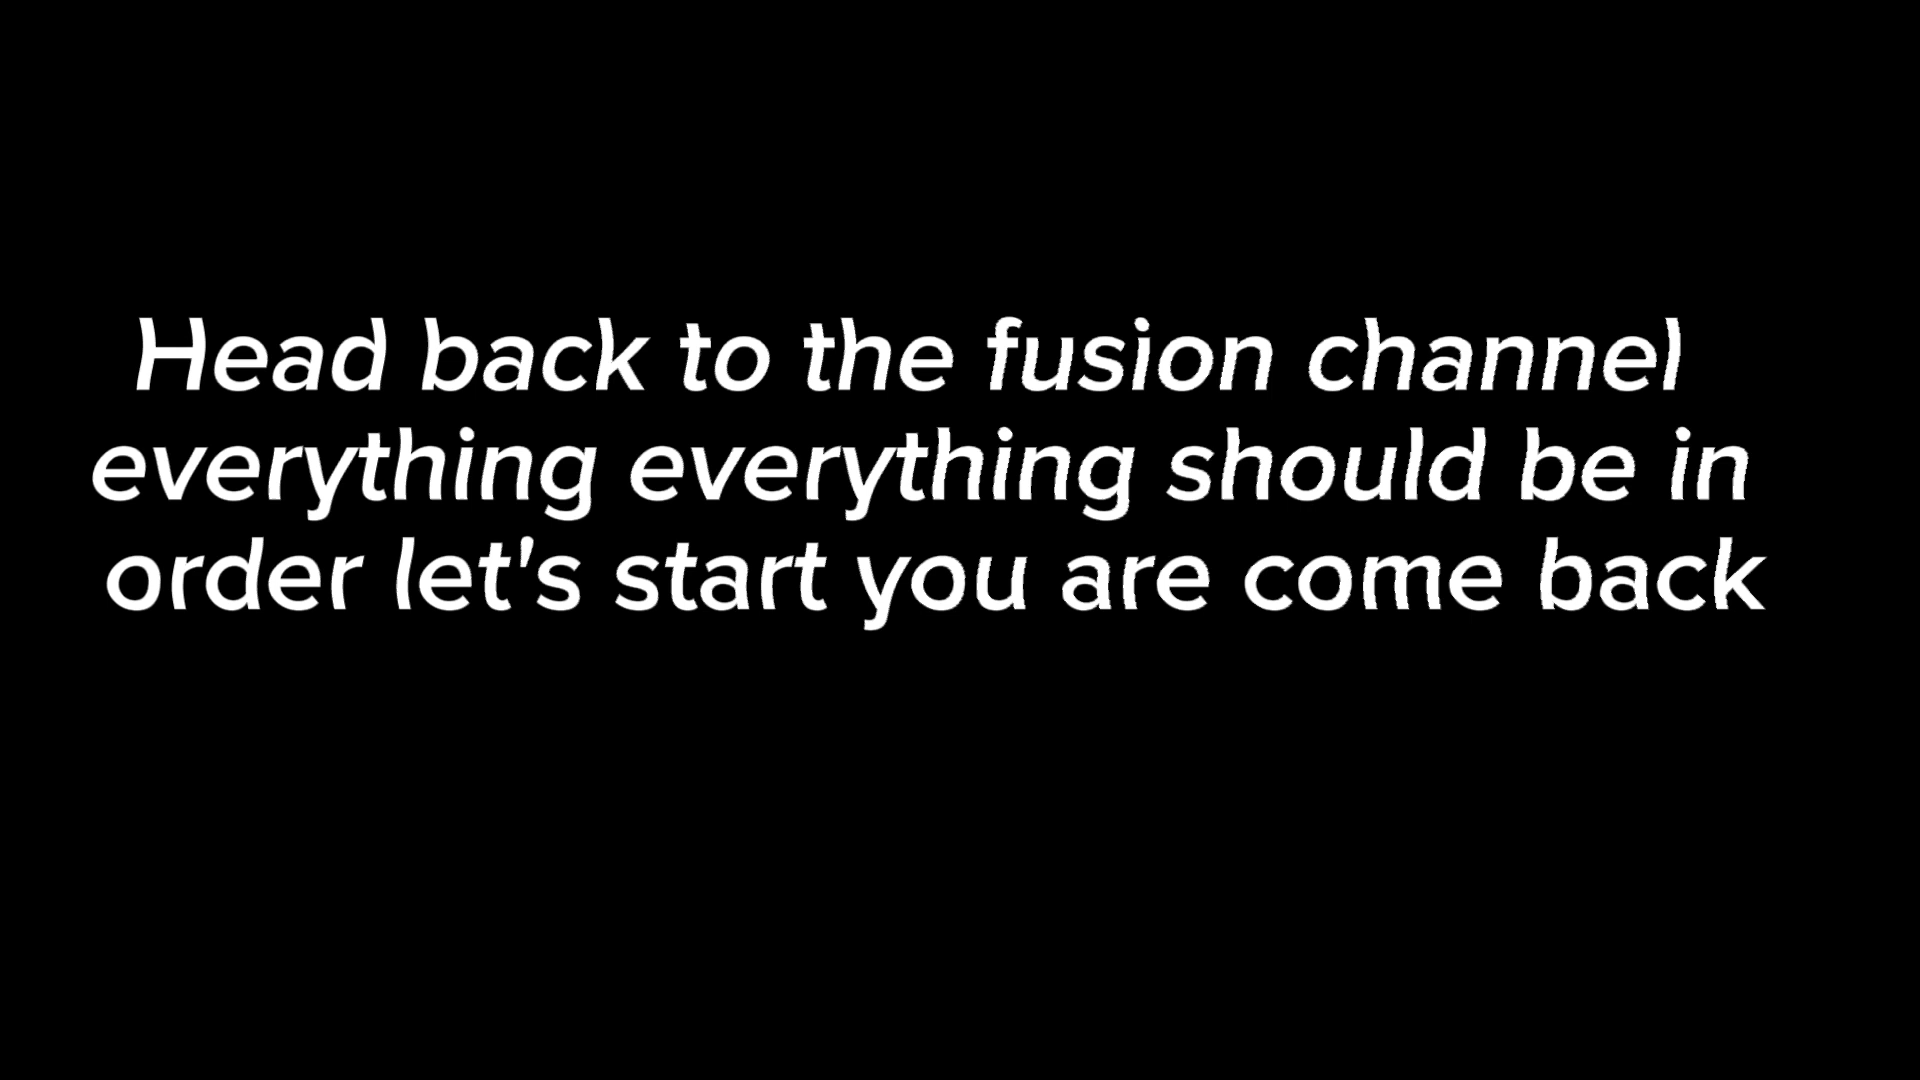 Head back to the fusion channel
everything everything should be in
order let's start you are come back